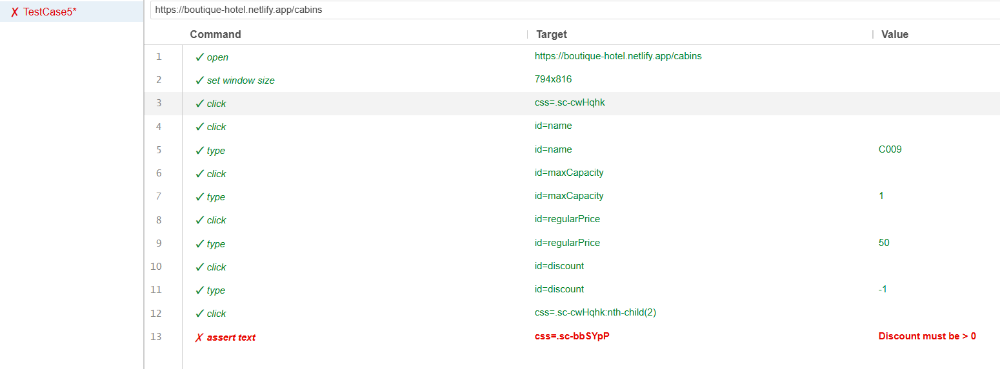 ✗ TestCase5*
https://boutique-hotel.netlify.app/cabins
Command Target Value
1 ✓ open https://boutique-hotel.netlify.app/cabins
2 ✓ set window size 794x816
3 ✓ click css=.sc-cwHqhk
4 ✓ click id=name
5 ✓ type id=name C009
6 ✓ click id=maxCapacity
7 ✓ type id=maxCapacity 1
8 ✓ click id=regularPrice
9 ✓ type id=regularPrice 50
10 ✓ click id=discount
11 ✓ type id=discount -1
12 ✓ click css=.sc-cwHqhk:nth-child(2)
13 ✗ assert text css=.sc-bbSYpP Discount must be > 0